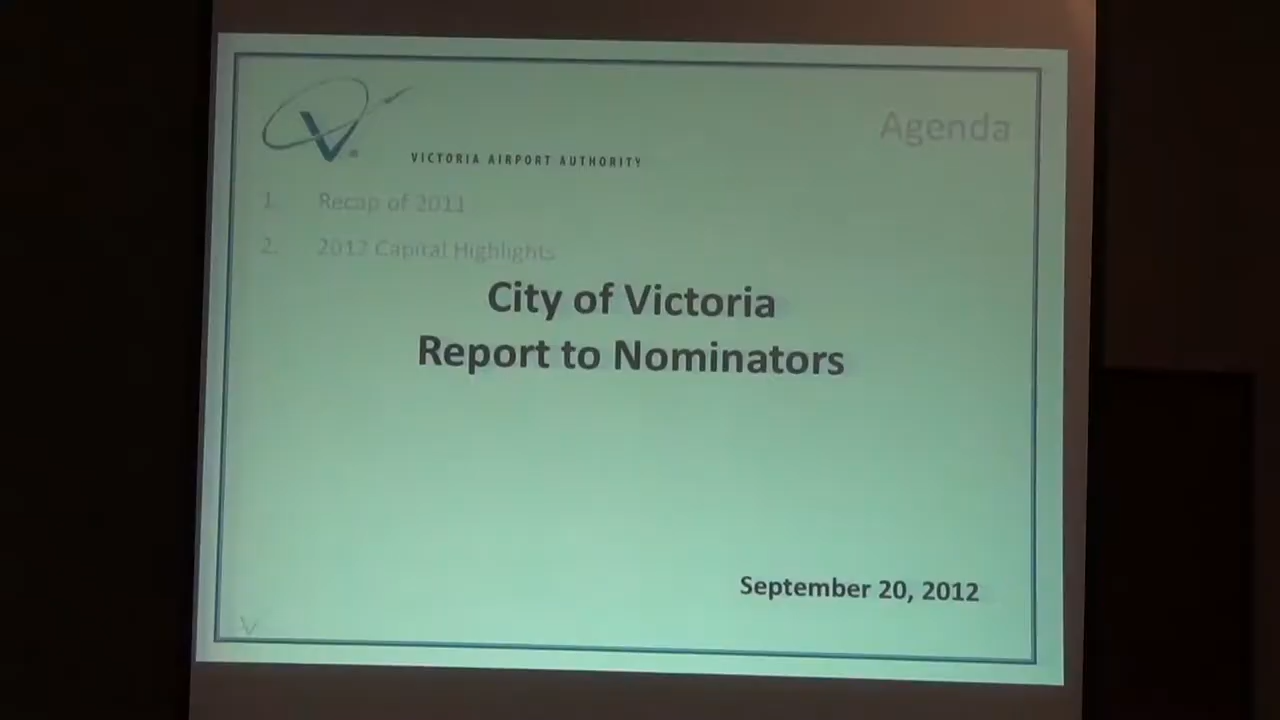 V
Agenda
VICTORIA AIRPORT AUTHORITY
1. Recap of 2011
2. 2012 Capital Highlights
City of Victoria
Report to Nominators
September 20, 2012
V